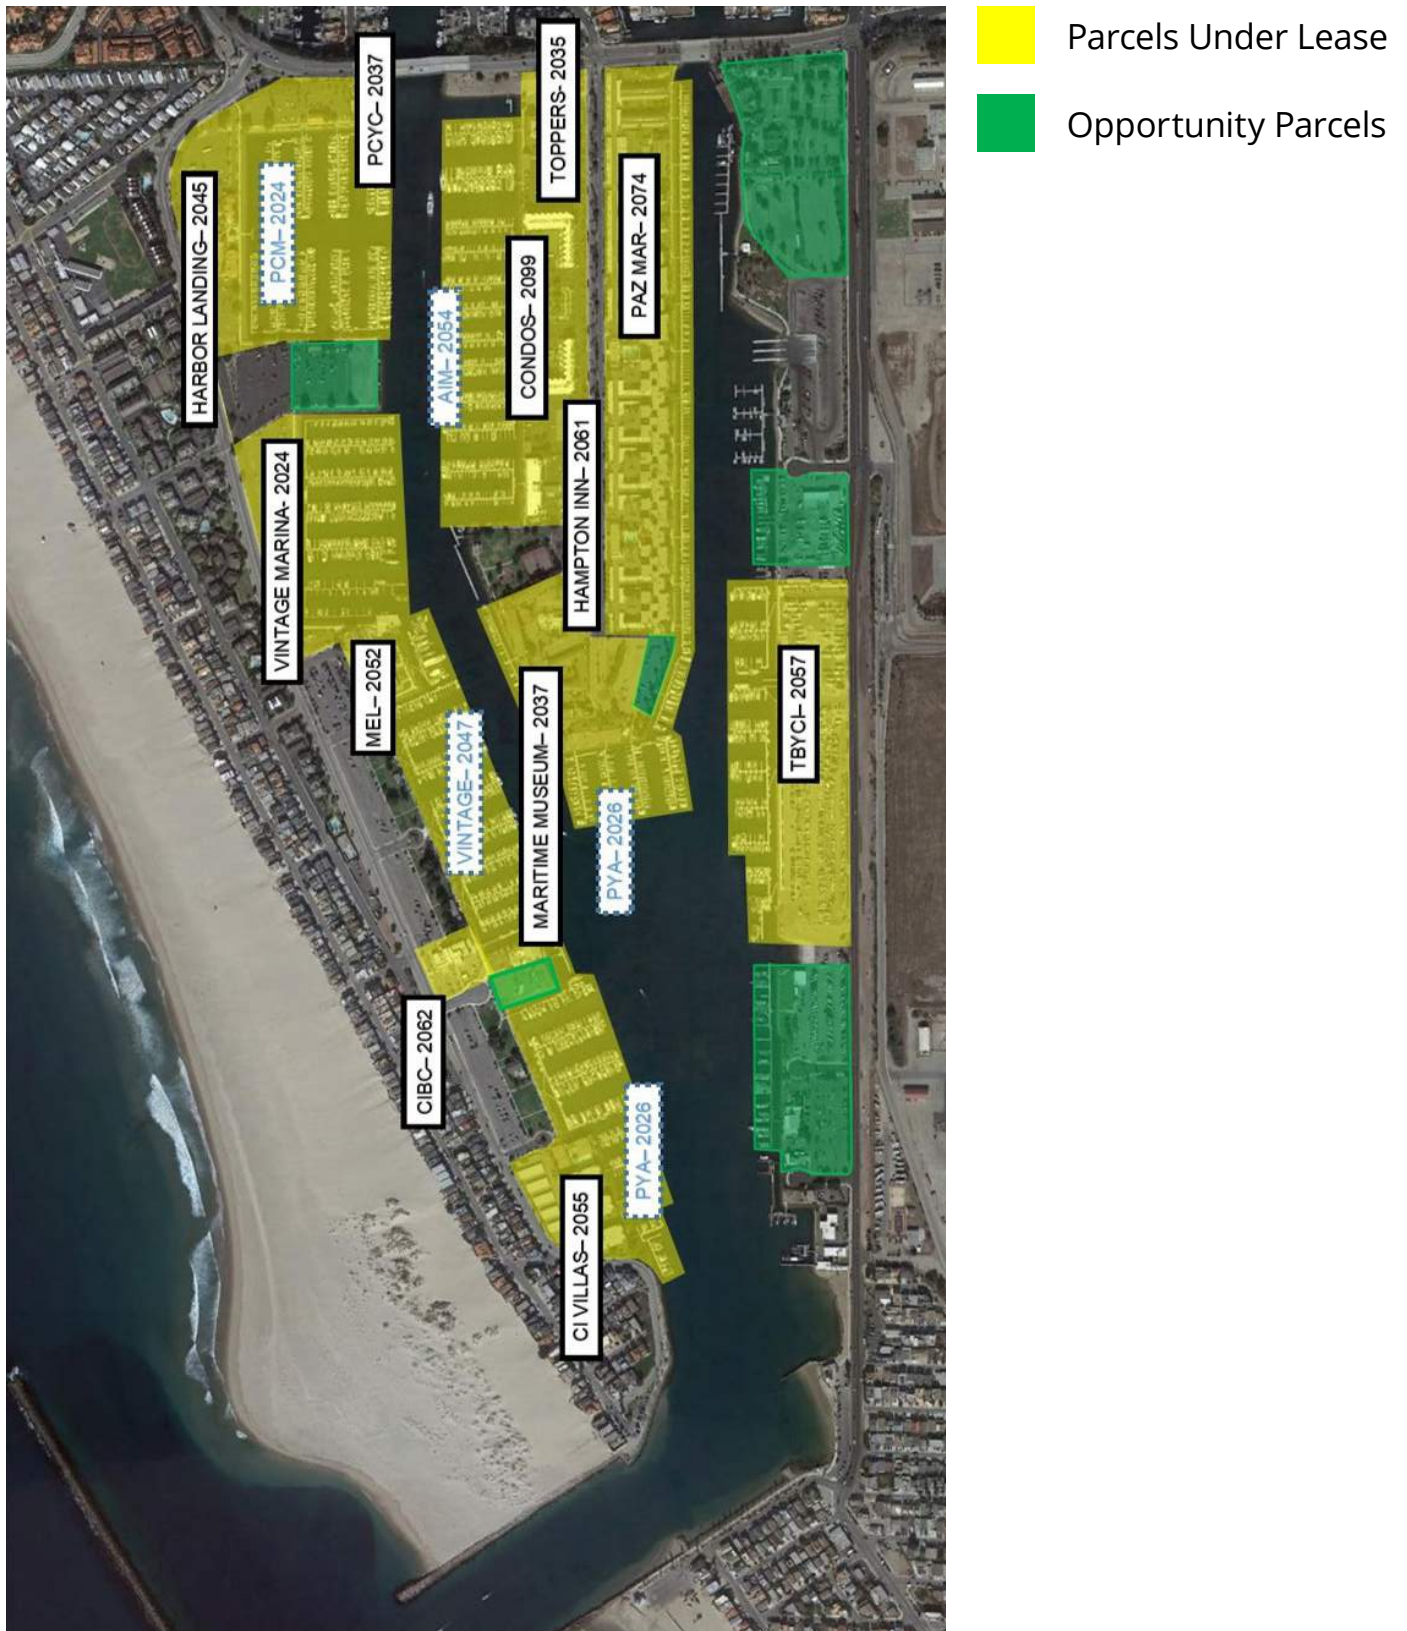 Parcels Under Lease
Opportunity Parcels
HARBOR LANDING– 2045
PCM– 2024
PCYC– 2037
AIM– 2054
TOPPERS- 2035
CONDOS– 2099
PAZ MAR– 2074
HAMPTON INN– 2061
VINTAGE MARINA- 2024
MEL– 2052
VINTAGE– 2047
MARITIME MUSEUM– 2037
PYA– 2026
TBYCI– 2057
CIBC– 2062
PYA– 2026
CI VILLAS– 2055